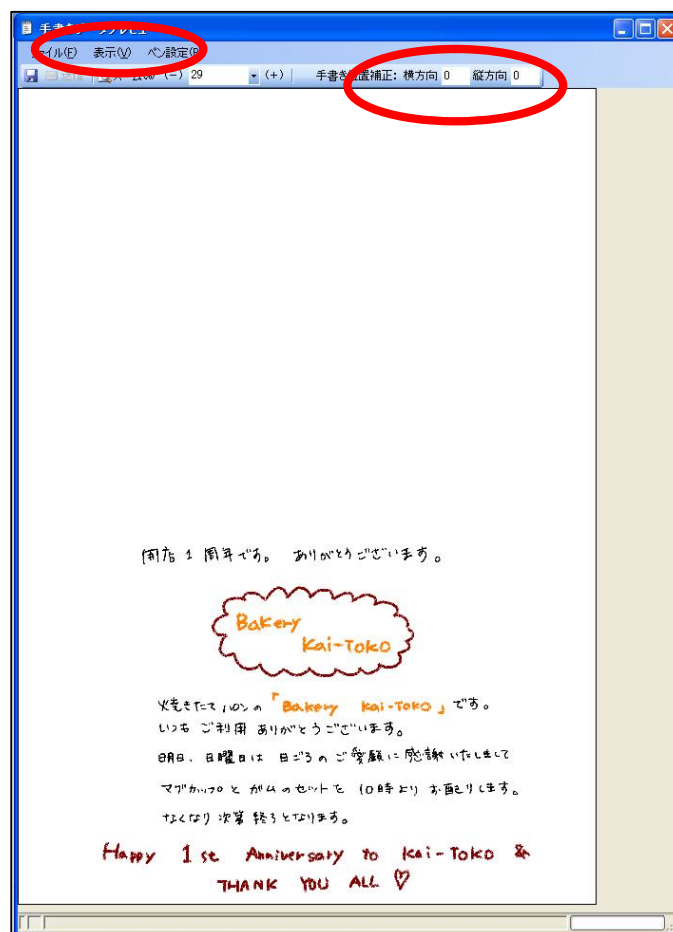 手書きデータプレビュー
ファイル(F) 表示(V) ペン設定(P)
(-) 29 (+) 手書き位置補正: 横方向 0 縦方向 0
開店 1 周年です。 ありがとうございます。
Bakery
Kai-Toko
焼きたてパンの「Bakery Kai-Toko」です。
いつも ご利用 ありがとうございます。
明日、日曜日は 日ごろの ご愛顧に 感謝いたしまして
マグカップと ガムのセットを 10時より お配りします。
なくなり次第 終了となります。
Happy 1st Anniversary to Kai-Toko &
THANK YOU ALL ♡